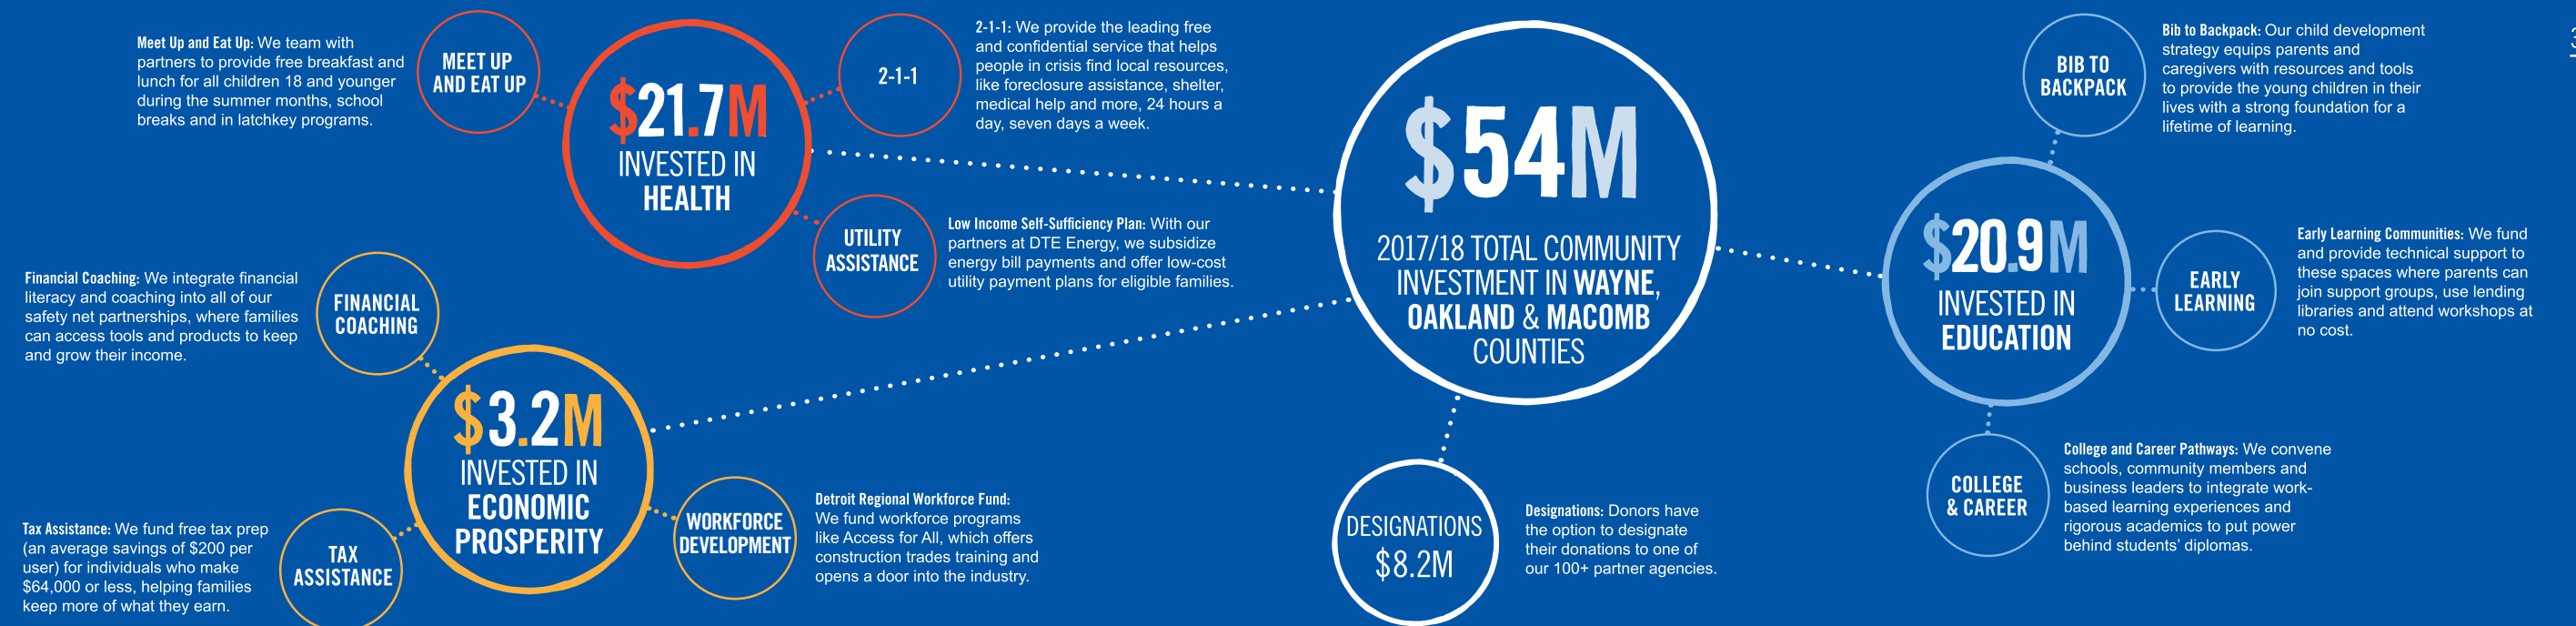 Meet Up and Eat Up: We team with
partners to provide free breakfast and
lunch for all children 18 and younger
during the summer months, school
breaks and in latchkey programs.
MEET UP
AND EAT UP
$21.7M
INVESTED IN
HEALTH
2-1-1
2-1-1: We provide the leading free
and confidential service that helps
people in crisis find local resources,
like foreclosure assistance, shelter,
medical help and more, 24 hours a
day, seven days a week.
UTILITY
ASSISTANCE
Low Income Self-Sufficiency Plan: With our
partners at DTE Energy, we subsidize
energy bill payments and offer low-cost
utility payment plans for eligible families.
Financial Coaching: We integrate financial
literacy and coaching into all of our
safety net partnerships, where families
can access tools and products to keep
and grow their income.
FINANCIAL
COACHING
$3.2M
INVESTED IN
ECONOMIC
PROSPERITY
Tax Assistance: We fund free tax prep
(an average savings of $200 per
user) for individuals who make
$64,000 or less, helping families
keep more of what they earn.
TAX
ASSISTANCE
WORKFORCE
DEVELOPMENT
Detroit Regional Workforce Fund:
We fund workforce programs
like Access for All, which offers
construction trades training and
opens a door into the industry.
$54M
2017/18 TOTAL COMMUNITY
INVESTMENT IN WAYNE,
OAKLAND & MACOMB
COUNTIES
DESIGNATIONS
$8.2M
Designations: Donors have
the option to designate
their donations to one of
our 100+ partner agencies.
BIB TO
BACKPACK
Bib to Backpack: Our child development
strategy equips parents and
caregivers with resources and tools
to provide the young children in their
lives with a strong foundation for a
lifetime of learning.
$20.9M
INVESTED IN
EDUCATION
EARLY
LEARNING
Early Learning Communities: We fund
and provide technical support to
these spaces where parents can
join support groups, use lending
libraries and attend workshops at
no cost.
COLLEGE
& CAREER
College and Career Pathways: We convene
schools, community members and
business leaders to integrate work-
based learning experiences and
rigorous academics to put power
behind students’ diplomas.